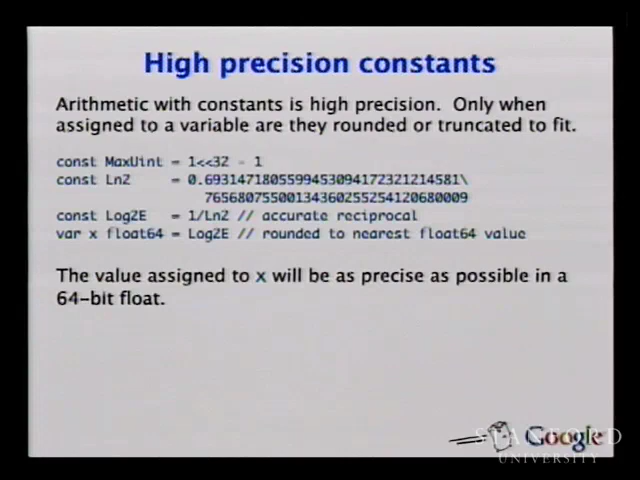 High precision constants
Arithmetic with constants is high precision. Only when
assigned to a variable are they rounded or truncated to fit.
const MaxUint = 1<<32 - 1
const Ln2 = 0.693147180559945309417232121214581\
765680755001343602552541206800009
const Log2E = 1/Ln2 // accurate reciprocal
var x float64 = Log2E // rounded to nearest float64 value
The value assigned to x will be as precise as possible in a
64-bit float.
Google
STANFORD
UNIVERSITY